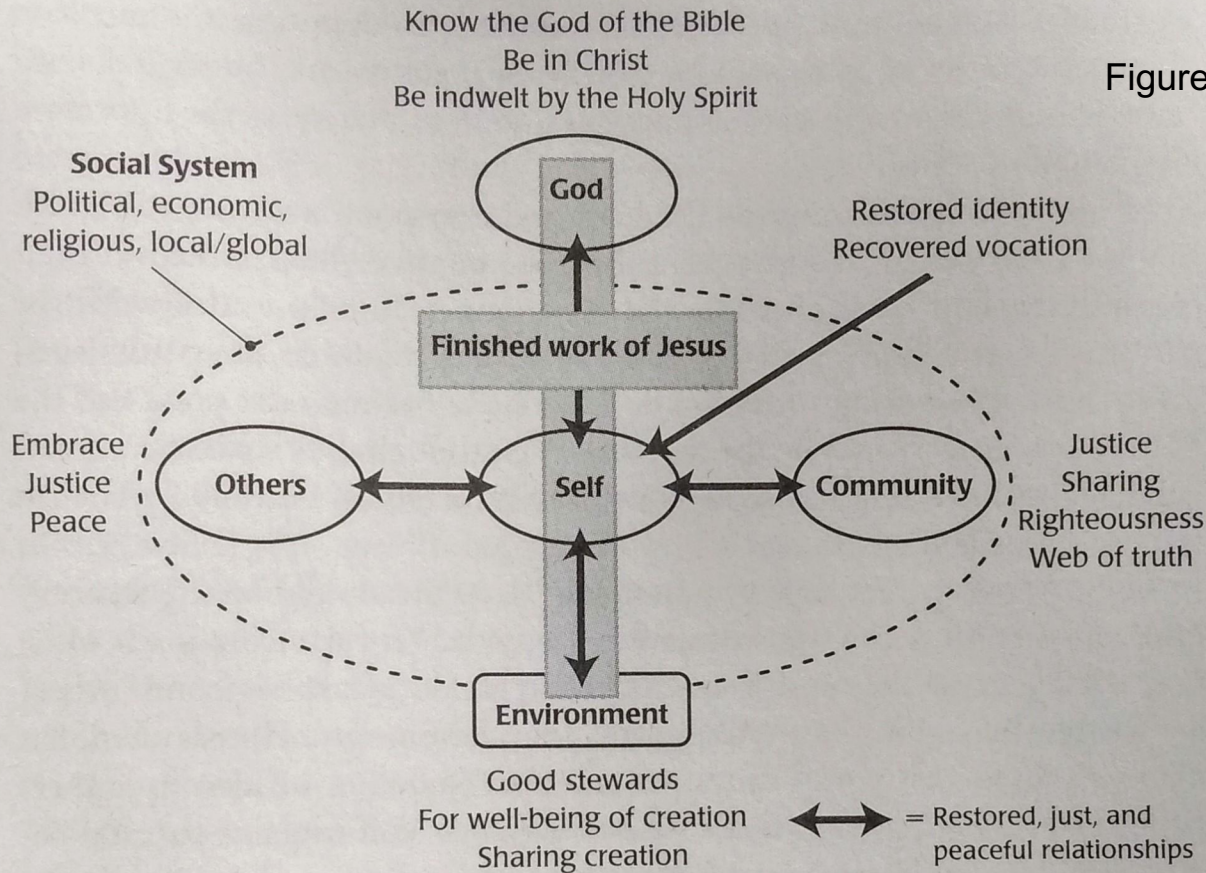 Know the God of the Bible
Be in Christ
Be indwelt by the Holy Spirit
Figure
Social System
Political, economic,
religious, local/global
God
Restored identity
Recovered vocation
Finished work of Jesus
Embrace
Justice
Peace
Others
Self
Community
Justice
Sharing
Righteousness
Web of truth
Environment
Good stewards
For well-being of creation
Sharing creation
= Restored, just, and
peaceful relationships